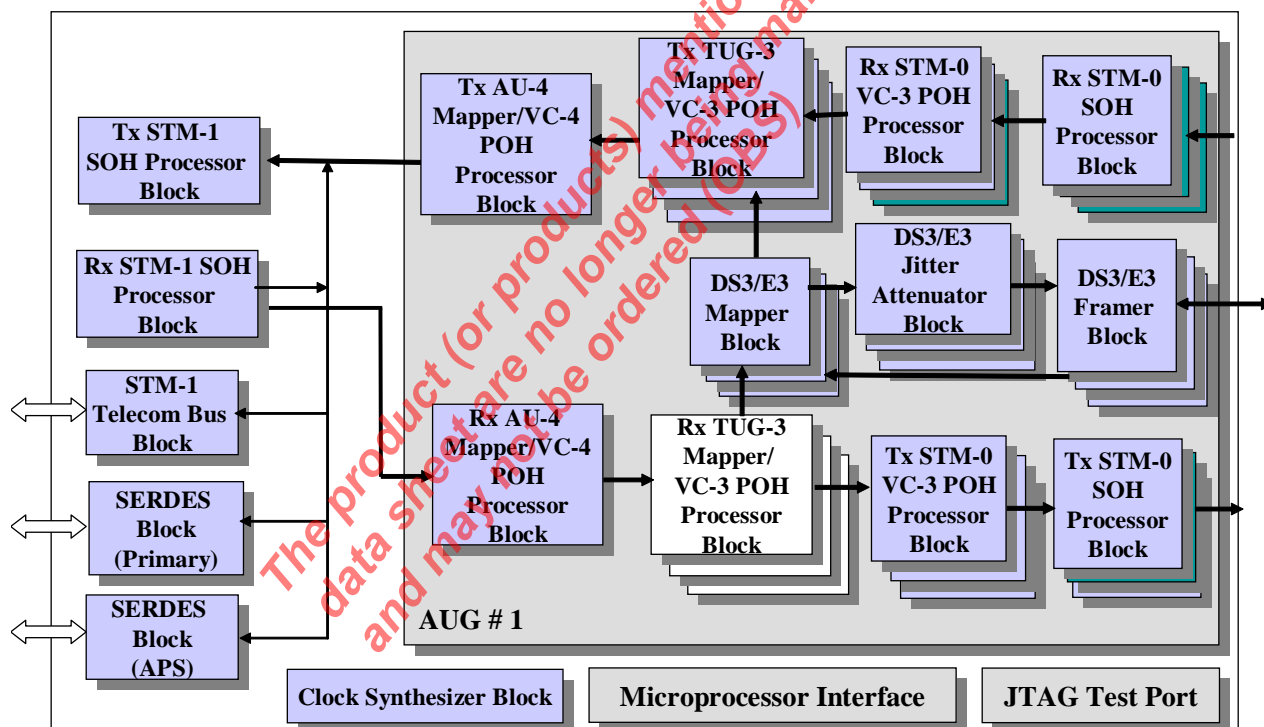 Tx STM-1
SOH Processor
Block
Rx STM-1 SOH
Processor
Block
STM-1
Telecom Bus
Block
SERDES
Block
(Primary)
SERDES
Block
(APS)
Tx AU-4
Mapper/VC-4
POH
Processor
Block
Tx TUG-3
Mapper/
VC-3 POH
Processor
Block
Rx STM-0
VC-3 POH
Processor
Block
Rx STM-0
SOH
Processor
Block
DS3/E3
Mapper
Block
DS3/E3
Jitter
Attenuator
Block
DS3/E3
Framer
Block
Rx AU-4
Mapper/VC-4
POH
Processor
Block
Rx TUG-3
Mapper/
VC-3 POH
Processor
Block
Tx STM-0
VC-3 POH
Processor
Block
Tx STM-0
SOH
Processor
Block
AUG # 1
Clock Synthesizer Block
Microprocessor Interface
JTAG Test Port
The product (or products)
data sheet are no longer being
and may not be ordered (OBS)